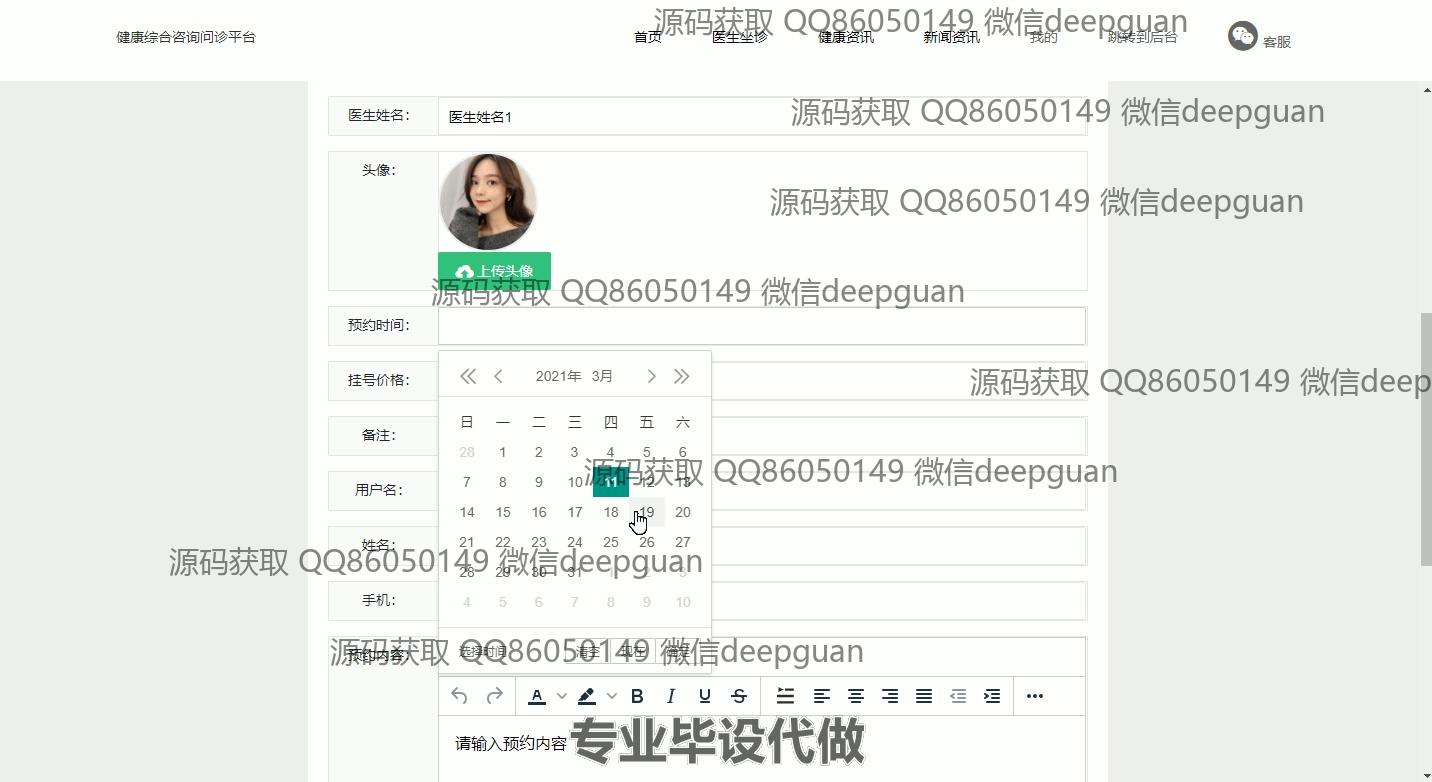 源码获取 QQ86050149 微信deepguan
健康综合咨询问诊平台 首页 医生坐诊 健康资讯 新闻资讯 我的 跳转到后台 客服
医生姓名： 医生姓名1
源码获取 QQ86050149 微信deepguan
头像：
源码获取 QQ86050149 微信deepguan
上传头像
源码获取 QQ86050149 微信deepguan
预约时间：
2021年 3月
挂号价格：
源码获取 QQ86050149 微信deep
日 一 二 三 四 五 六
备注：
28 1 2 3 4 5 6
源码获取 QQ86050149 微信deepguan
7 8 9 10 11 12 13
用户名：
14 15 16 17 18 19 20
21 22 23 24 25 26 27
姓名：
源码获取 QQ86050149 微信deepguan
28 29 30 31 1 2 3
4 5 6 7 8 9 10
手机：
选择时间 清空 现在 确定
源码获取 QQ86050149 微信deepguan
预约内容：
A B I U S
请输入预约内容
专业毕设代做